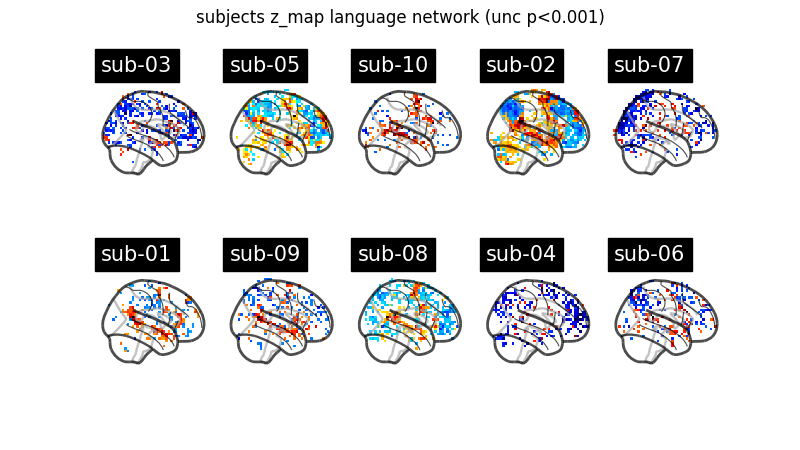 subjects z_map language network (unc p<0.001)
sub-03 sub-05 sub-10 sub-02 sub-07
sub-01 sub-09 sub-08 sub-04 sub-06